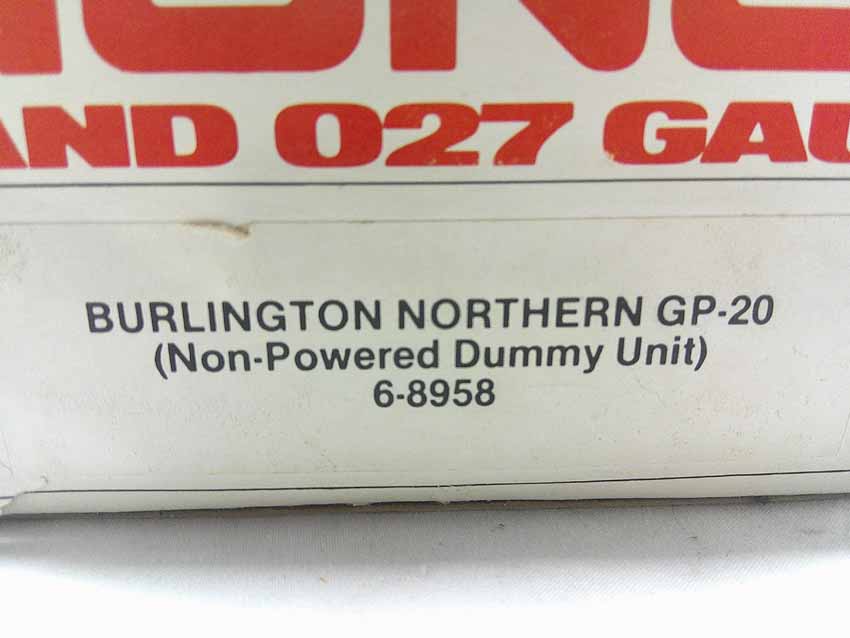 AND 027 GAU
BURLINGTON NORTHERN GP-20
(Non-Powered Dummy Unit)
6-8958